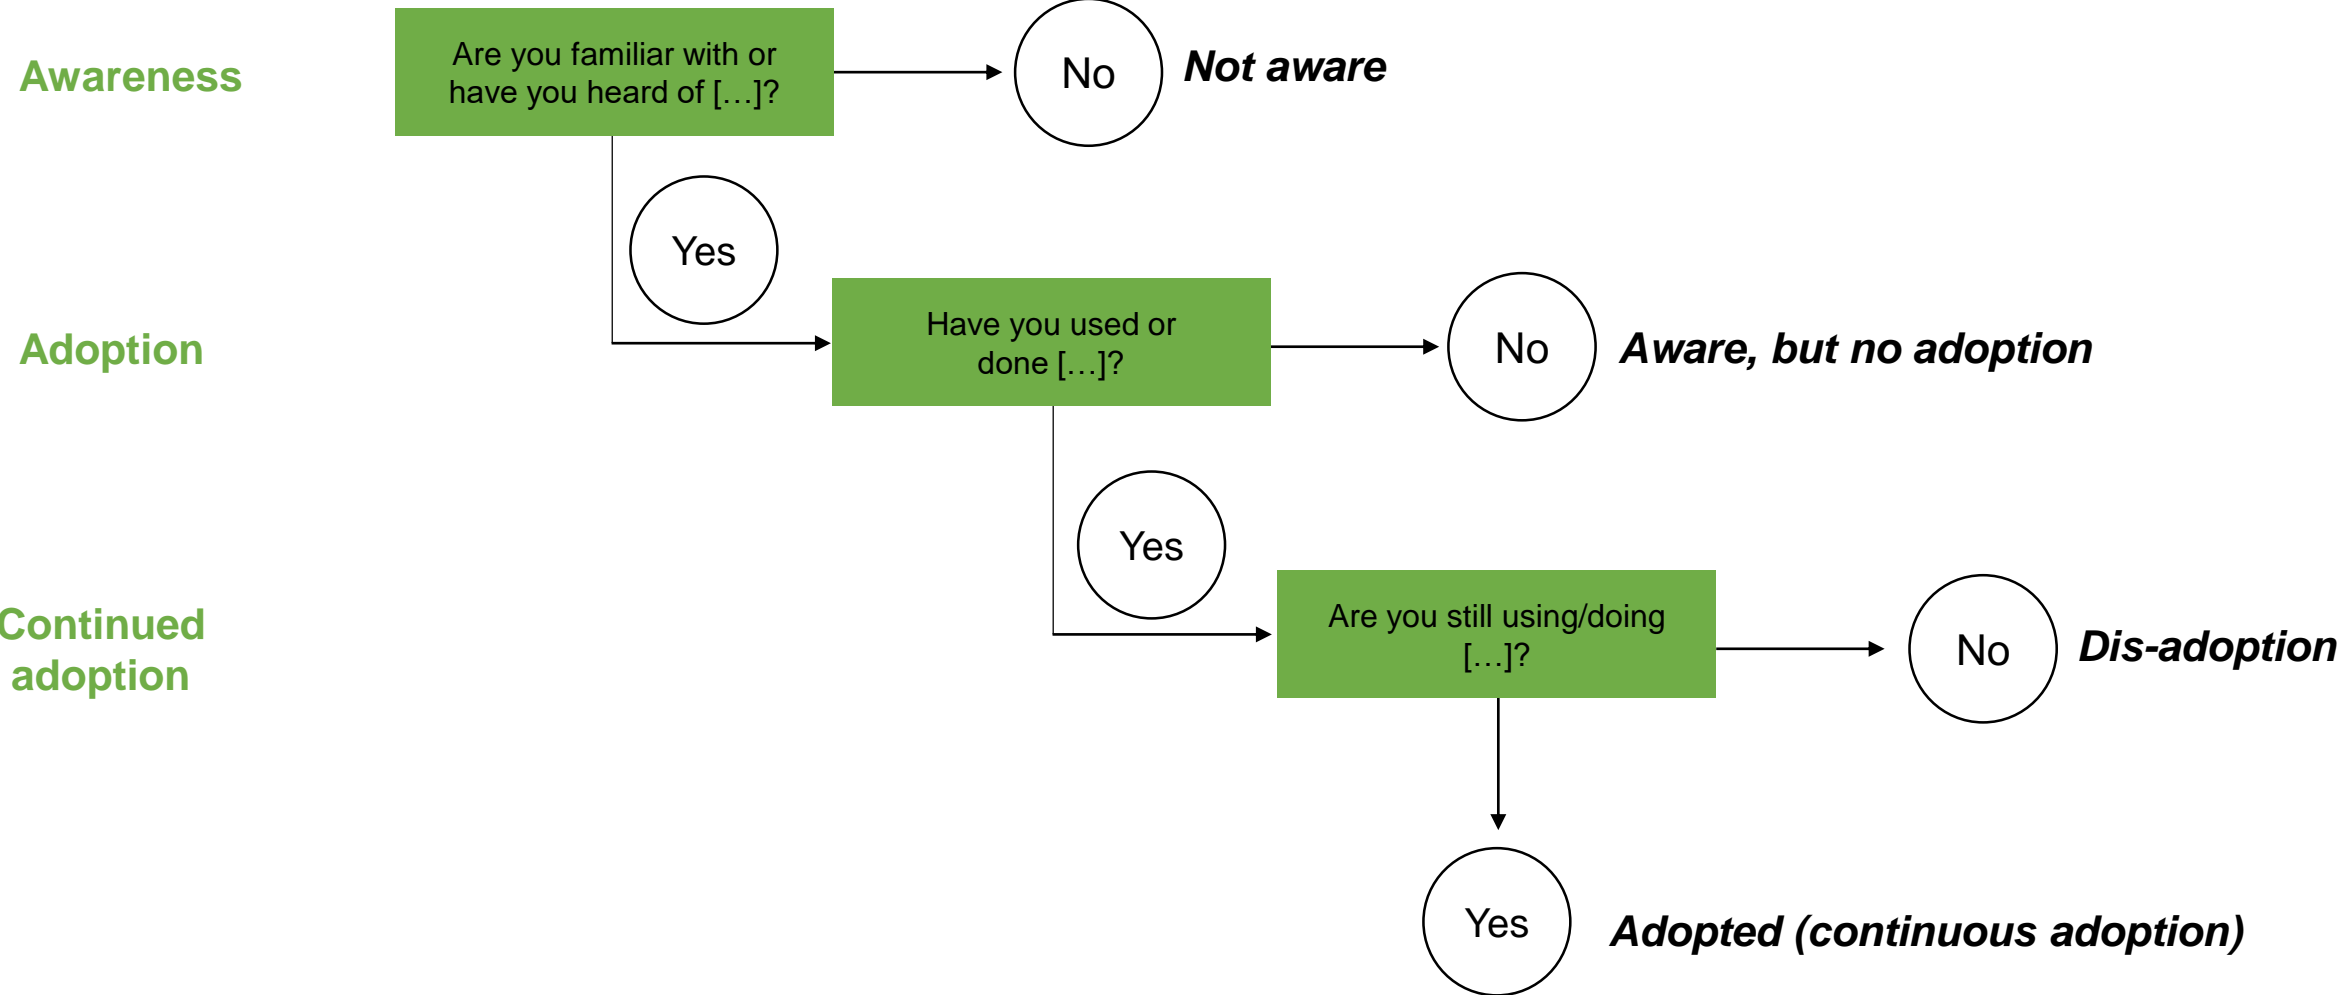 Awareness
Are you familiar with or
have you heard of […]?
No
Not aware
Yes
Adoption
Have you used or
done […]?
No
Aware, but no adoption
Yes
Continued
adoption
Are you still using/doing
[…]?
No
Dis-adoption
Yes
Adopted (continuous adoption)